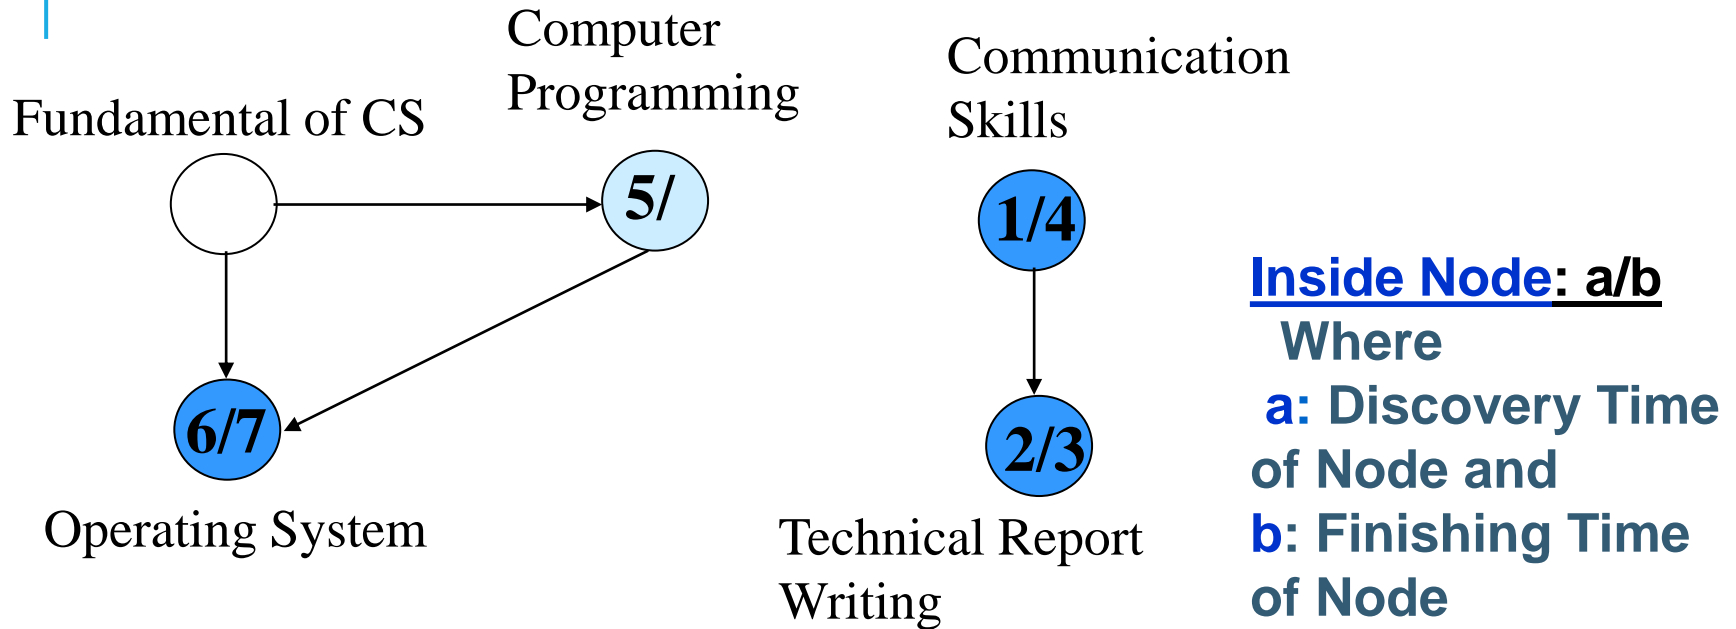 Computer
Programming
Communication
Skills
Fundamental of CS
5/
1/4
6/7
2/3
Operating System
Technical Report
Writing
Inside Node: a/b
Where
a: Discovery Time
of Node and
b: Finishing Time
of Node